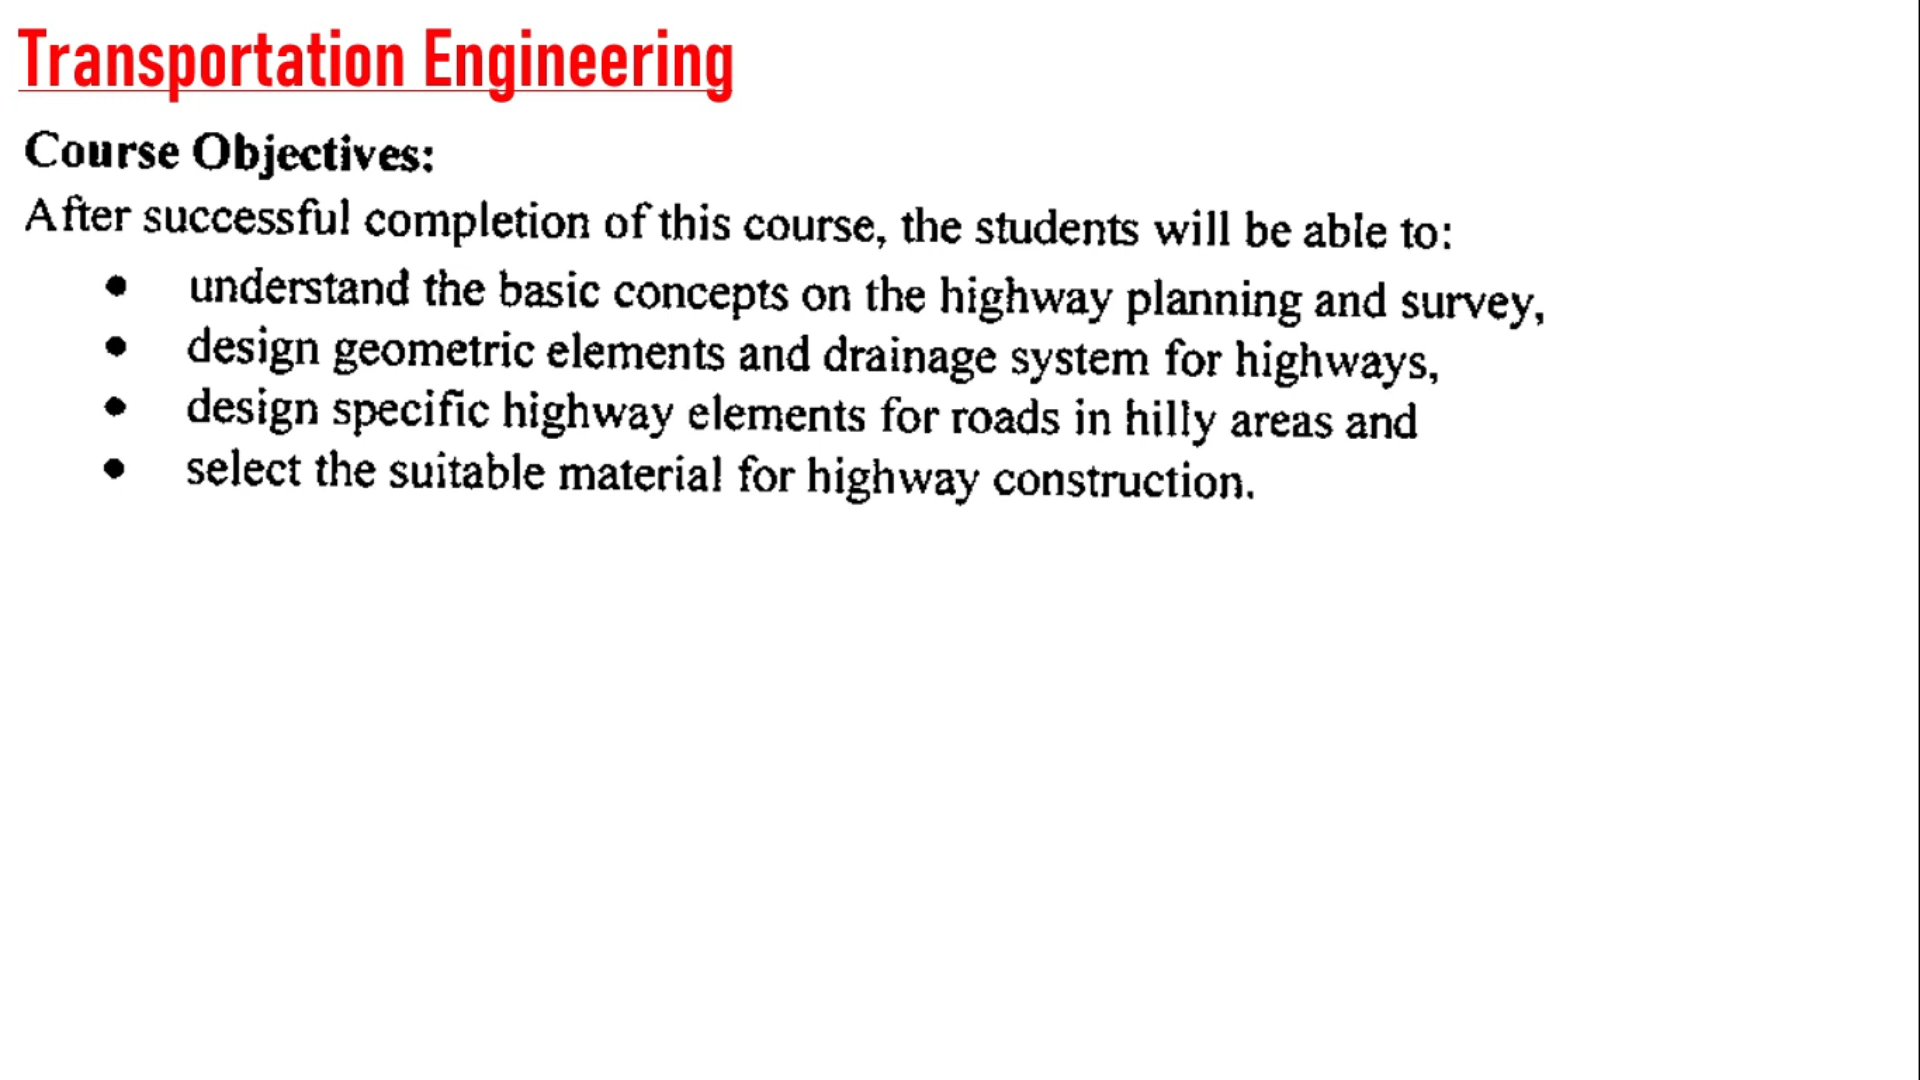 Transportation Engineering
Course Objectives:
After successful completion of this course, the students will be able to:
• understand the basic concepts on the highway planning and survey,
• design geometric elements and drainage system for highways,
• design specific highway elements for roads in hilly areas and
• select the suitable material for highway construction.